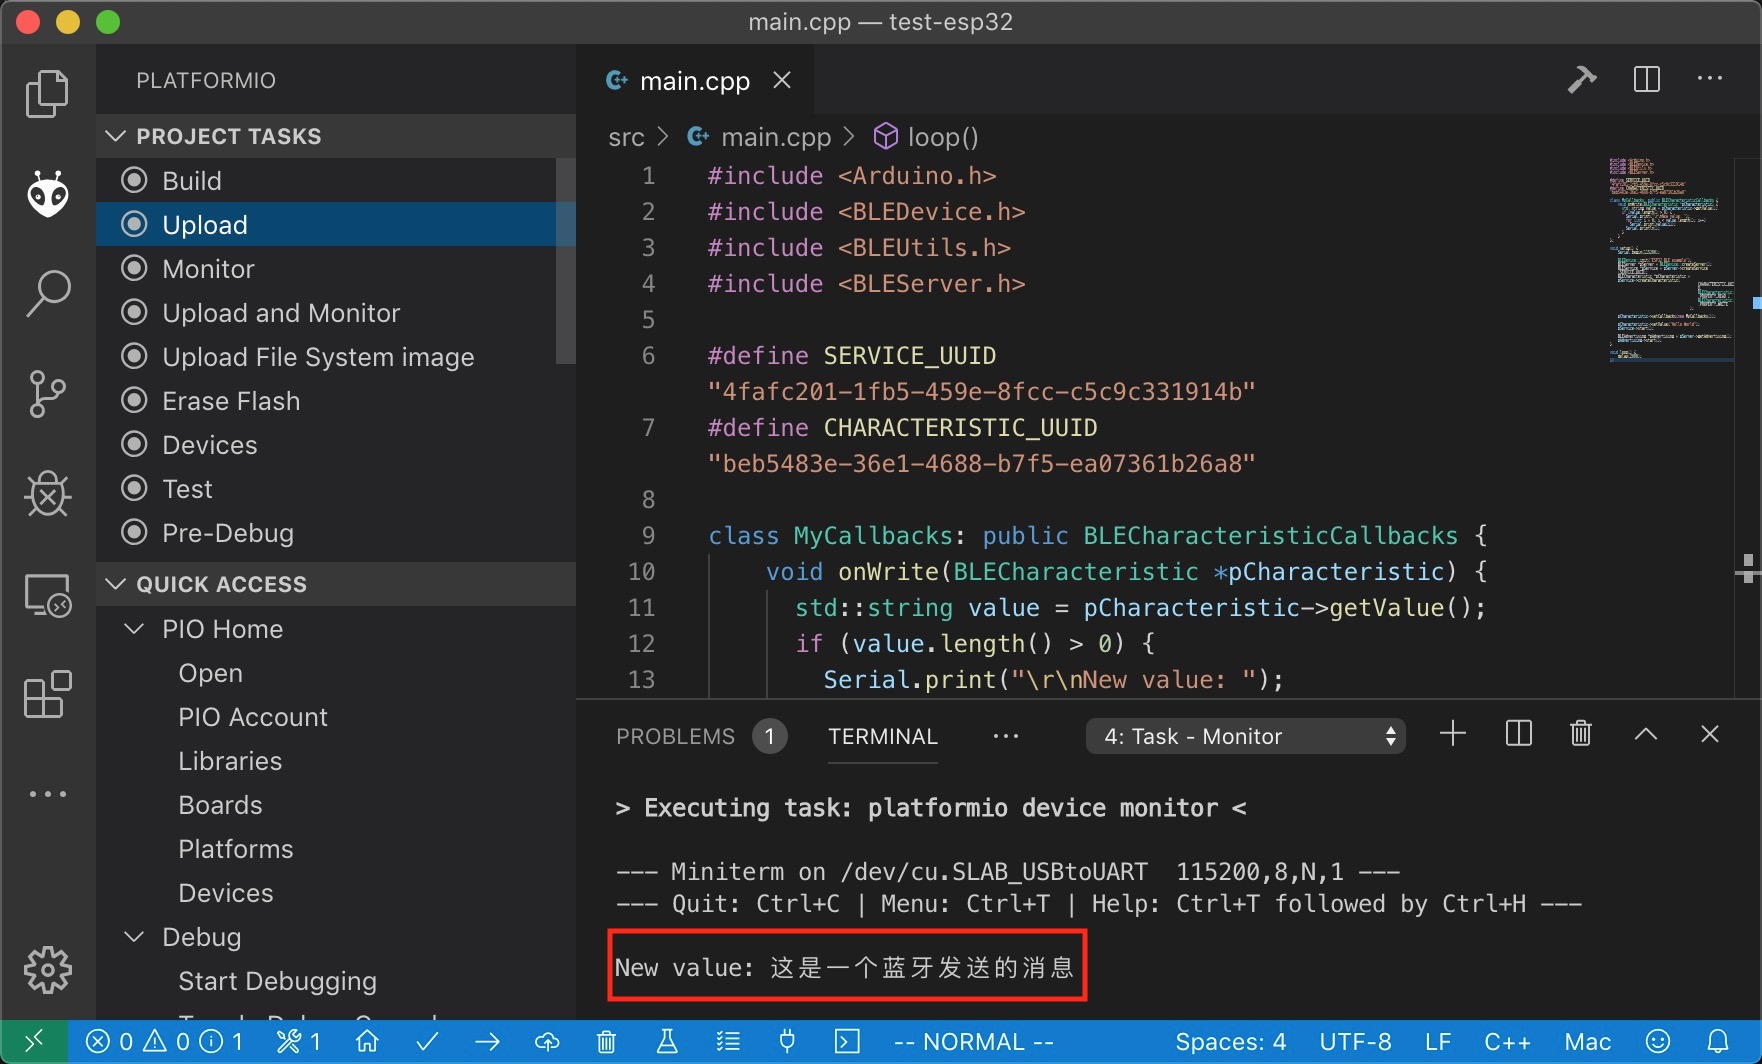 main.cpp — test-esp32
PLATFORMIO
PROJECT TASKS
Build
Upload
Monitor
Upload and Monitor
Upload File System image
Erase Flash
Devices
Test
Pre-Debug
QUICK ACCESS
PIO Home
Open
PIO Account
Libraries
Boards
Platforms
Devices
Debug
Start Debugging
main.cpp
src > main.cpp > loop()
1 #include <Arduino.h>
2 #include <BLEDevice.h>
3 #include <BLEUtils.h>
4 #include <BLEServer.h>
5
6 #define SERVICE_UUID
"4fafc201-1fb5-459e-8fcc-c5c9c331914b"
7 #define CHARACTERISTIC_UUID
"beb5483e-36e1-4688-b7f5-ea07361b26a8"
8
9 class MyCallbacks: public BLECharacteristicCallbacks {
10 void onWrite(BLECharacteristic *pCharacteristic) {
11 std::string value = pCharacteristic->getValue();
12 if (value.length() > 0) {
13 Serial.print("\r\nNew value: ");
PROBLEMS 1 TERMINAL ··· 4: Task - Monitor
> Executing task: platformio device monitor <
--- Miniterm on /dev/cu.SLAB_USBtoUART 115200,8,N,1 ---
--- Quit: Ctrl+C | Menu: Ctrl+T | Help: Ctrl+T followed by Ctrl+H ---
New value: 这是一个蓝牙发送的消息
0 0 1 1 -- NORMAL -- Spaces: 4 UTF-8 LF C++ Mac